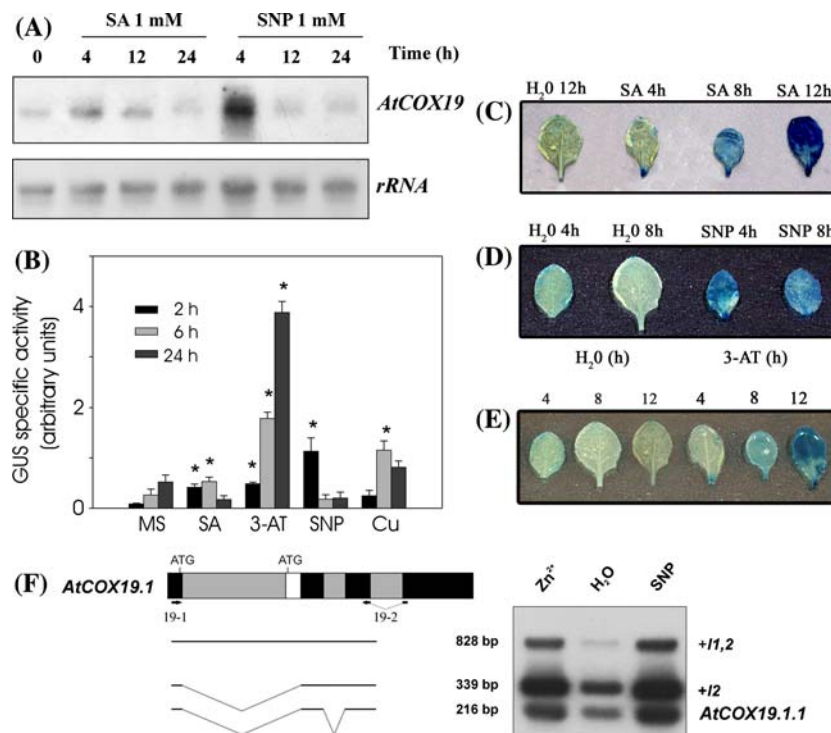 (A)
SA 1 mM SNP 1 mM
0 4 12 24 4 12 24 Time (h)
AtCOX19
rRNA
(B)
GUS specific activity
(arbitrary units)
4
2
0
2 h
6 h
24 h
* * * * * * *
MS SA 3-AT SNP Cu
(C)
H20 12h SA 4h SA 8h SA 12h
(D)
H20 4h H20 8h SNP 4h SNP 8h
(E)
H20 (h) 3-AT (h)
4 8 12 4 8 12
(F)
ATG ATG
AtCOX19.1
19-1 19-2
828 bp
339 bp
216 bp
Zn2+ H2O SNP
+I1,2
+I2
AtCOX19.1.1